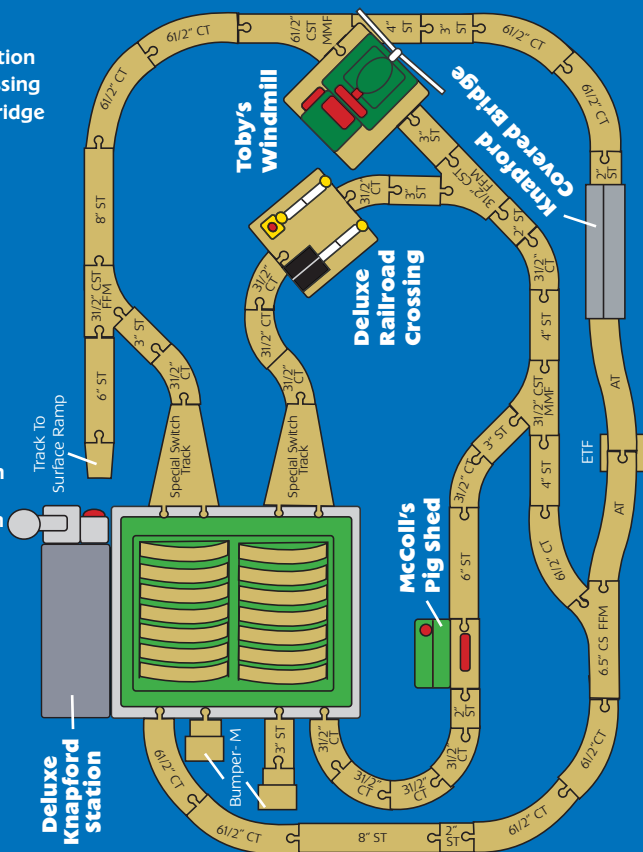 tion
ssing
ridge
n
n
6 1/2" CT
6 1/2" CT
6 1/2" CST
MMF
4" ST
3" ST
6 1/2" CT
6 1/2" CT
2" ST
Toby's
Windmill
Knapford
Covered Bridge
8" ST
3 1/2" CST
FFM
3" ST
6" ST
3 1/2" CT
Track To
Surface Ramp
Special Switch
Track
3 1/2" CT
3 1/2" CT
3 1/2" CT
Special Switch
Track
Deluxe
Railroad
Crossing
3 1/2" CT
3" ST
3" ST
3 1/2" CST
FFM
2" ST
3 1/2" CT
4" ST
3 1/2" CST
MMF
3" ST
3 1/2" CT
4" ST
6 1/2" CT
AT
ETF
AT
6.5" CS FFM
McColl's
Pig Shed
6" ST
2" ST
3 1/2" CT
3 1/2" CT
3 1/2" CT
3 1/2" CT
Deluxe
Knapford
Station
Bumper-M
3" ST
6 1/2" CT
6 1/2" CT
8" ST
2" ST
6 1/2" CT
6 1/2" CT